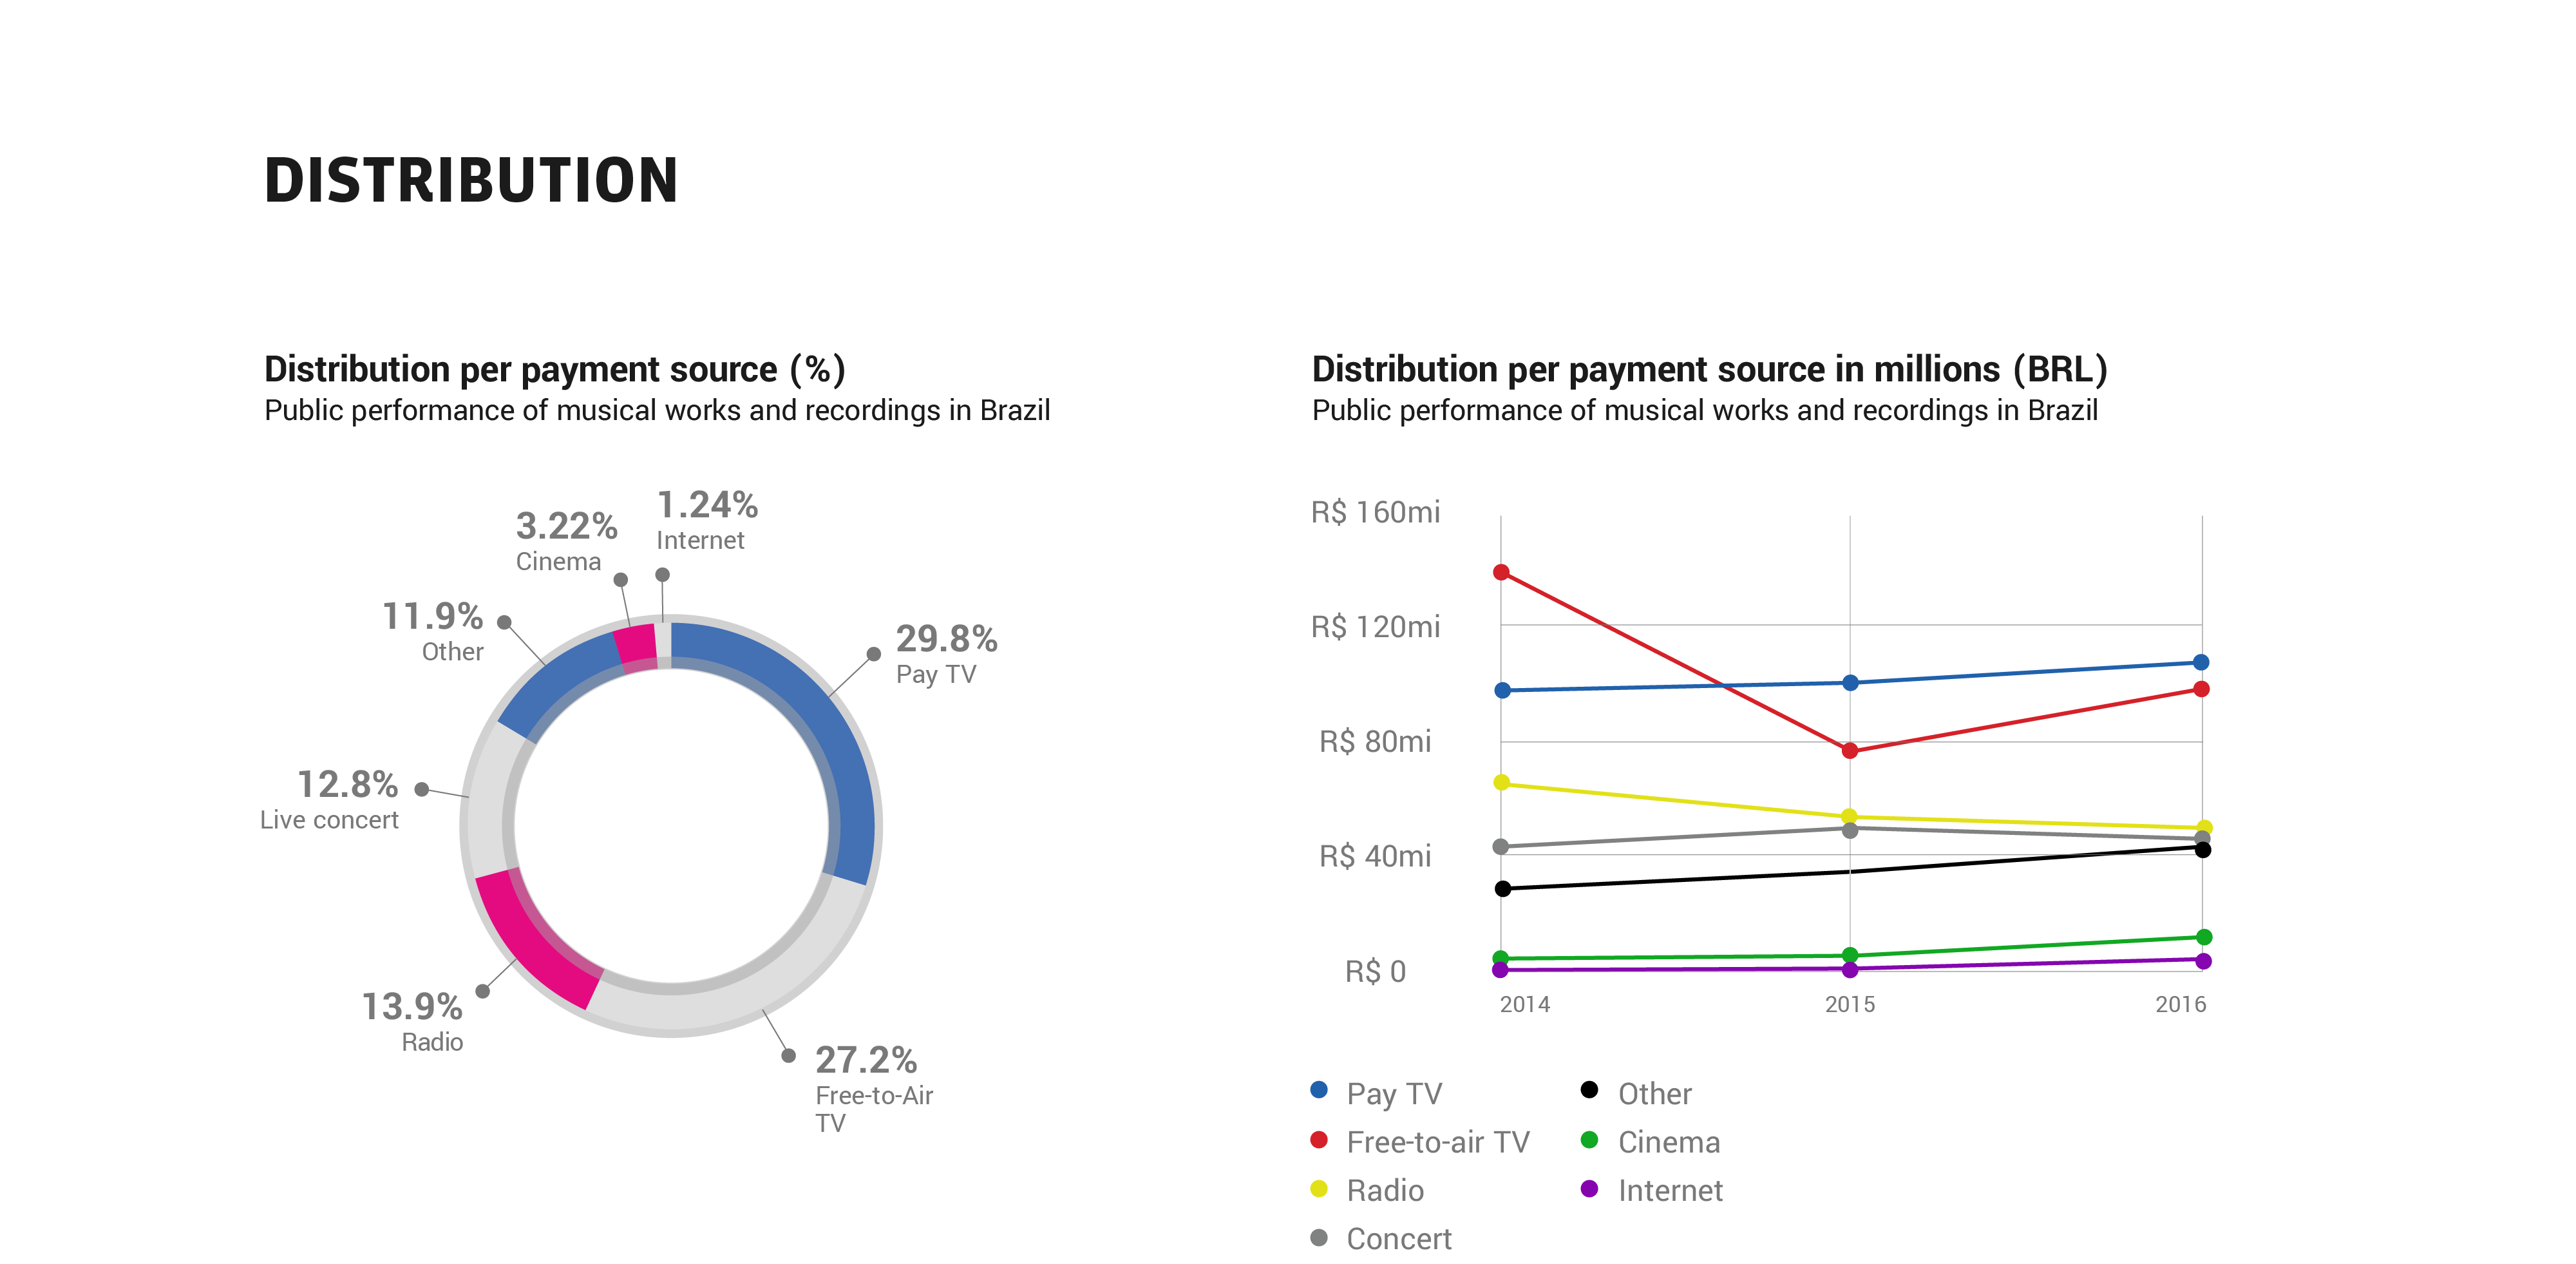 DISTRIBUTION
Distribution per payment source (%)
Public performance of musical works and recordings in Brazil
1.24%
Internet
3.22%
Cinema
11.9%
Other
29.8%
Pay TV
12.8%
Live concert
13.9%
Radio
27.2%
Free-to-Air
TV
Distribution per payment source in millions (BRL)
Public performance of musical works and recordings in Brazil
R$ 160mi
R$ 120mi
R$ 80mi
R$ 40mi
R$ 0
2014
2015
2016
Pay TV
Free-to-air TV
Radio
Concert
Other
Cinema
Internet